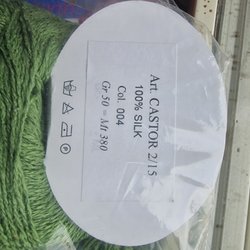 Art. CASTOR 2/15
100% SILK
Col. 004
Gr 50 = Mt 380